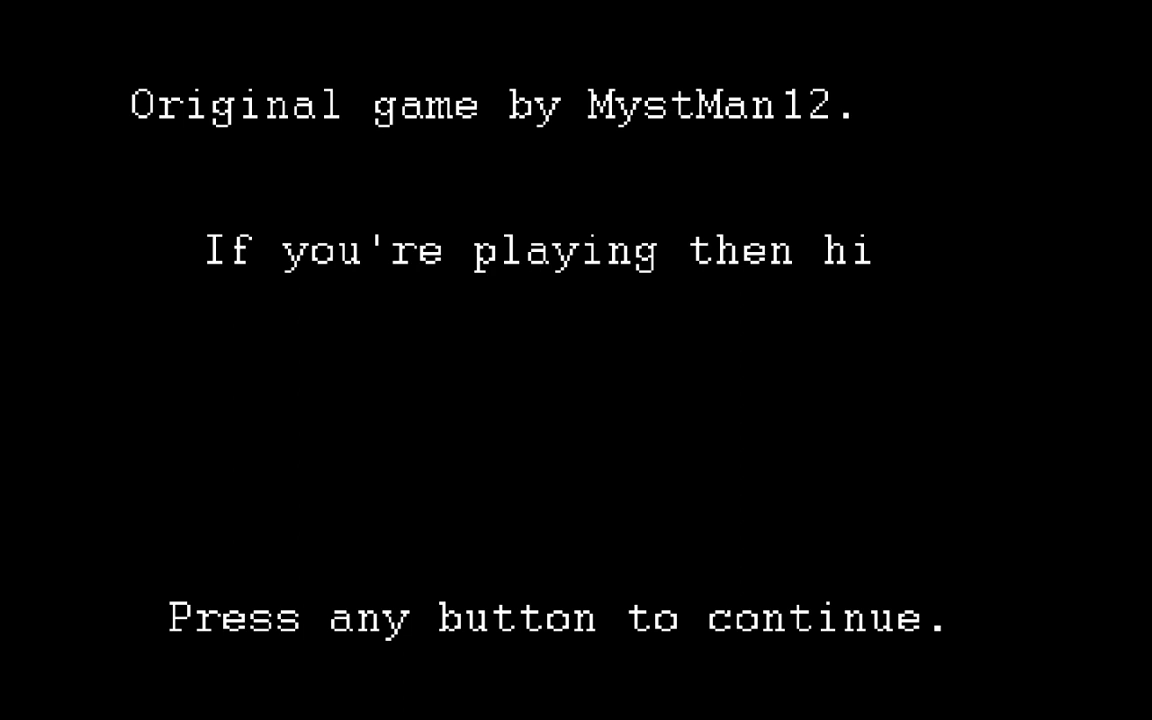 Original game by MystMan12.
If you're playing then hi
Press any button to continue.